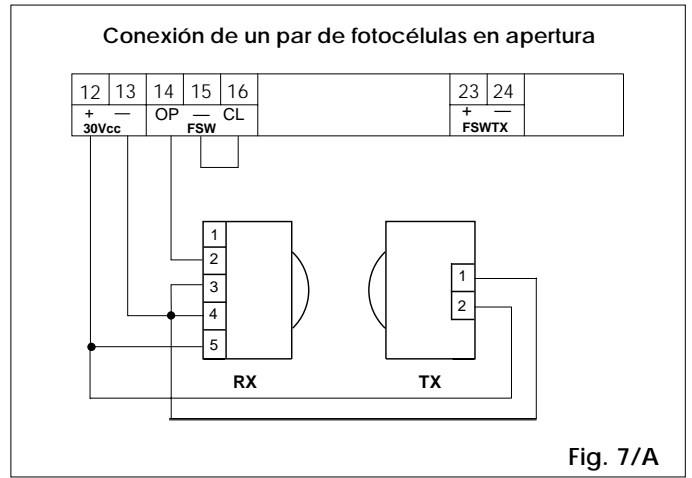 Conexión de un par de fotocélulas en apertura
12 13 14 15 16 23 24
+ — OP — CL + —
30Vcc FSW FSWTX
1
2
3
4
5
1
2
RX TX
Fig. 7/A